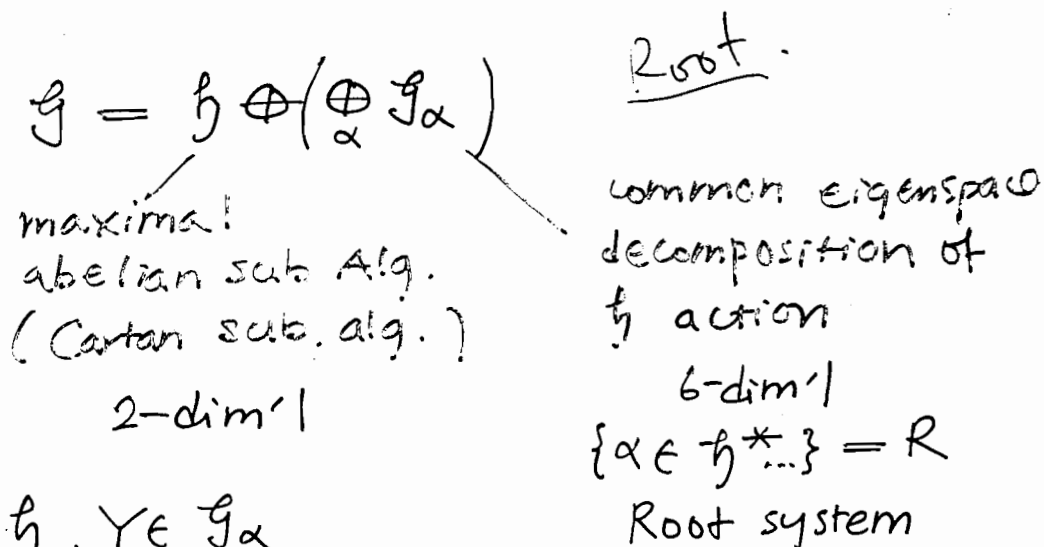 Root.
𝔤 = 𝔥 ⊕ (⊕_α 𝔤_α)
maximal
abelian sub Alg.
(Cartan sub. alg.)
2-dim'l
common eigenspace
decomposition of
𝔥 action
6-dim'l
{α ∈ 𝔥*...} = R
Root system
𝔥, Y ∈ 𝔤_α